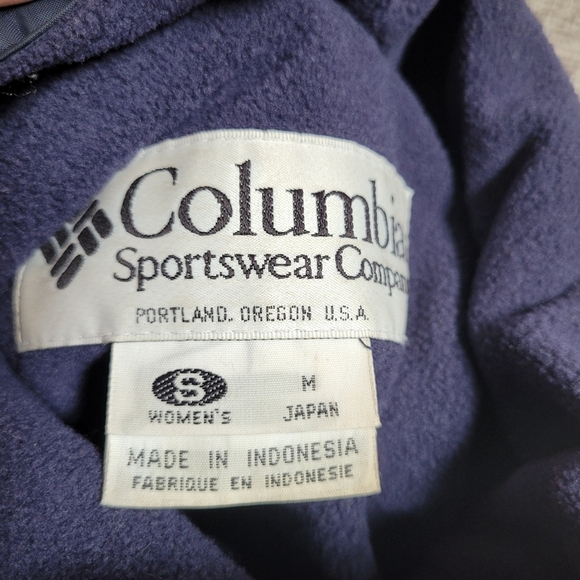 Columbia
Sportswear Company
PORTLAND, OREGON U.S.A.
S M
WOMEN'S JAPAN
MADE IN INDONESIA
FABRIQUE EN INDONESIE